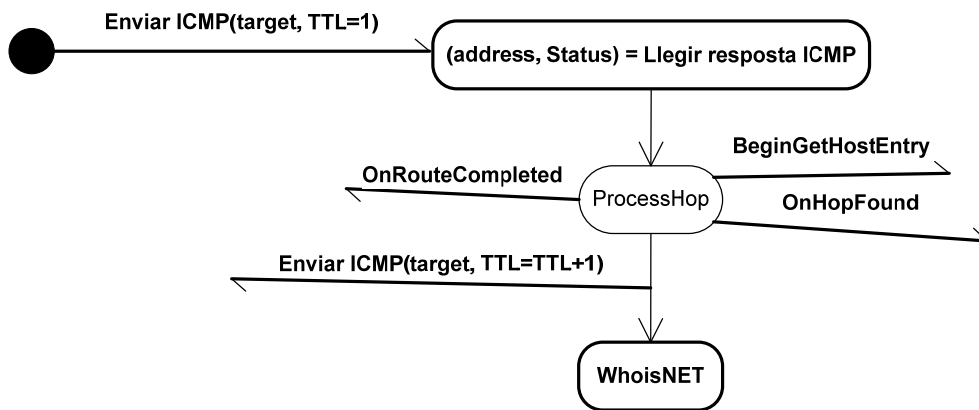 Enviar ICMP(target, TTL=1)
(address, Status) = Llegir resposta ICMP
BeginGetHostEntry
OnRouteCompleted
ProcessHop
OnHopFound
Enviar ICMP(target, TTL=TTL+1)
WhoisNET